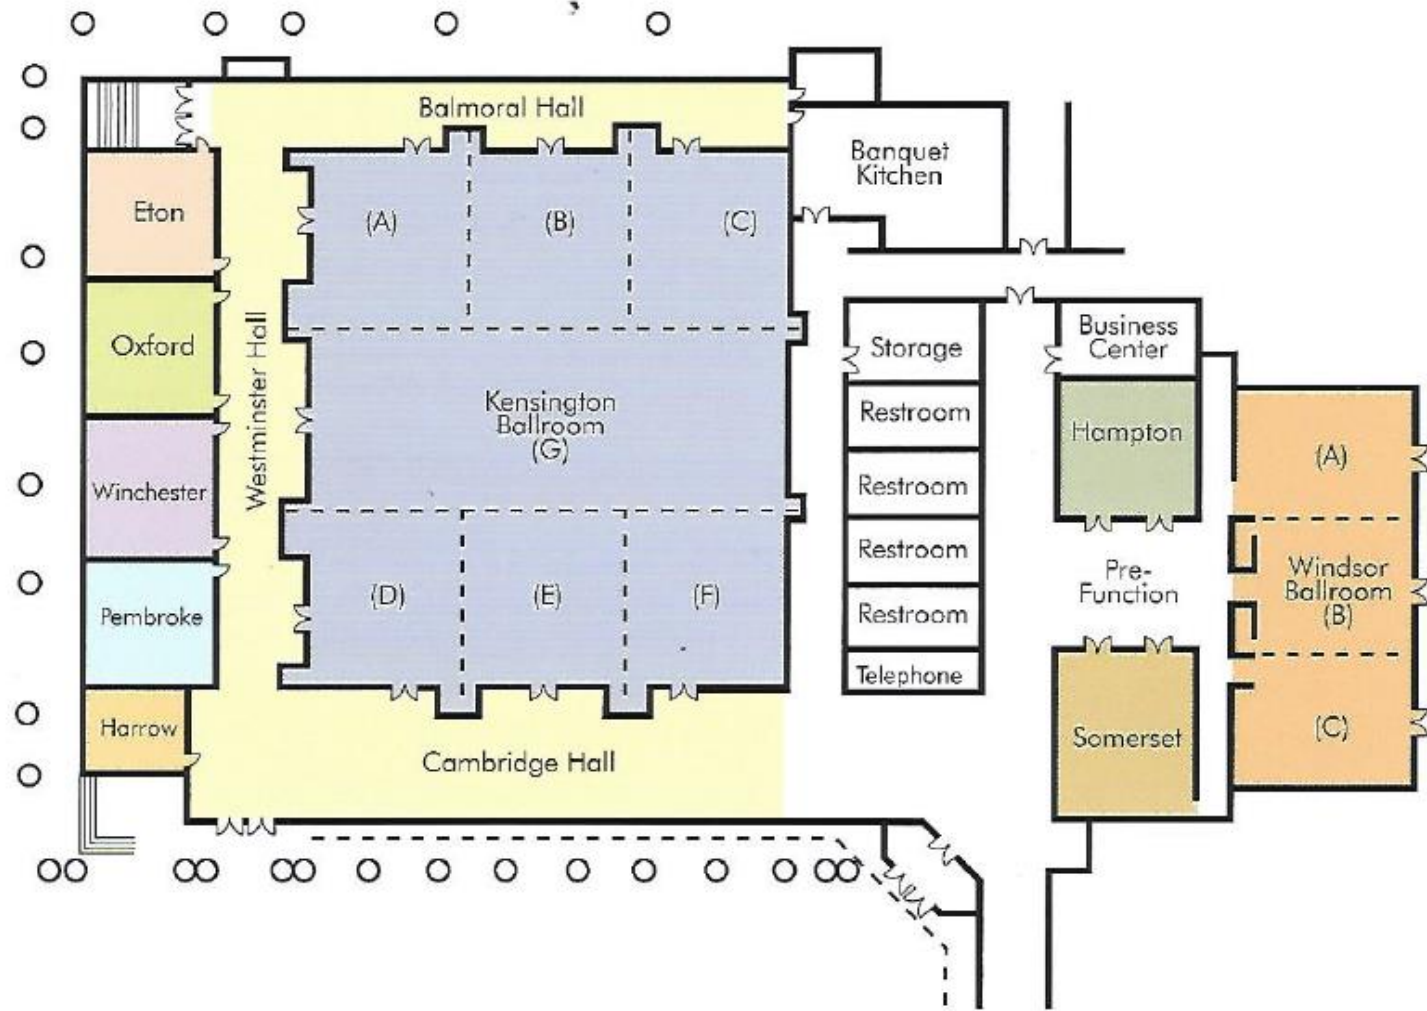 Balmoral Hall
Banquet
Kitchen
Eton
(A)
(B)
(C)
Oxford
Westminster Hall
Kensington
Ballroom
(G)
Storage
Business
Center
Restroom
Hampton
(A)
Winchester
Restroom
Restroom
Pre-
Function
Windsor
Ballroom
(B)
Pembroke
(D)
(E)
(F)
Restroom
Telephone
Harrow
Cambridge Hall
Somerset
(C)